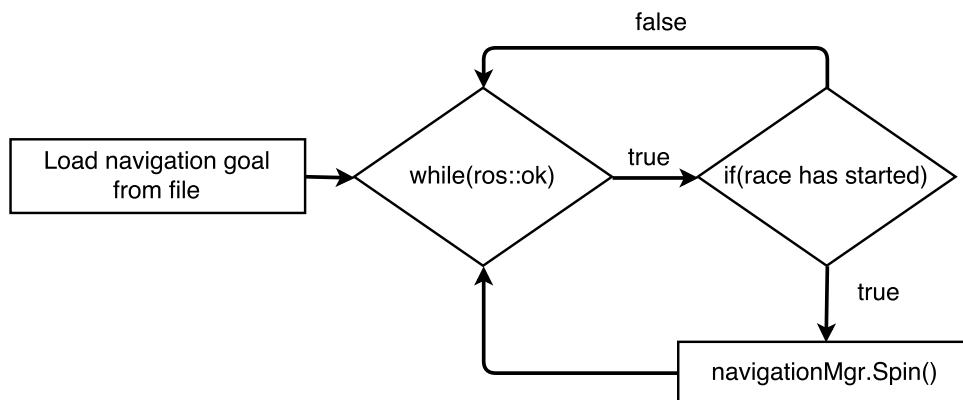 false
Load navigation goal
from file
while(ros::ok)
true
if(race has started)
true
navigationMgr.Spin()